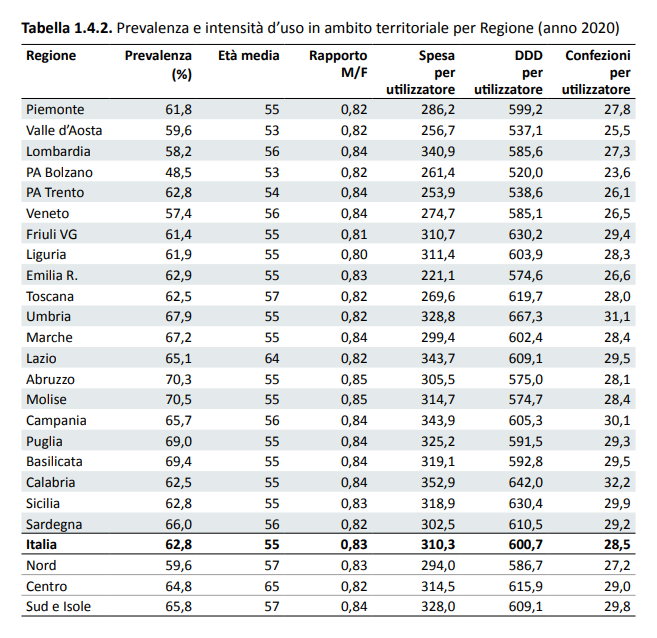 Tabella 1.4.2. Prevalenza e intensità d’uso in ambito territoriale per Regione (anno 2020)
Regione Prevalenza (%) Età media Rapporto M/F Spesa per utilizzatore DDD per utilizzatore Confezioni per utilizzatore
Piemonte 61,8 55 0,82 286,2 599,2 27,8
Valle d’Aosta 59,6 53 0,82 256,7 537,1 25,5
Lombardia 58,2 56 0,84 340,9 585,6 27,3
PA Bolzano 48,5 53 0,82 261,4 520,0 23,6
PA Trento 62,8 54 0,84 253,9 538,6 26,1
Veneto 57,4 56 0,84 274,7 585,1 26,5
Friuli VG 61,4 55 0,81 310,7 630,2 29,4
Liguria 61,9 55 0,80 311,4 603,9 28,3
Emilia R. 62,9 55 0,83 221,1 574,6 26,6
Toscana 62,5 57 0,82 269,6 619,7 28,0
Umbria 67,9 55 0,82 328,8 667,3 31,1
Marche 67,2 55 0,84 299,4 602,4 28,4
Lazio 65,1 64 0,82 343,7 609,1 29,5
Abruzzo 70,3 55 0,85 305,5 575,0 28,1
Molise 70,5 55 0,85 314,7 574,7 28,4
Campania 65,7 56 0,84 343,9 605,3 30,1
Puglia 69,0 55 0,84 325,2 591,5 29,3
Basilicata 69,4 55 0,84 319,1 592,8 29,5
Calabria 62,5 55 0,84 352,9 642,0 32,2
Sicilia 62,8 55 0,83 318,9 630,4 29,9
Sardegna 66,0 56 0,82 302,5 610,5 29,2
Italia 62,8 55 0,83 310,3 600,7 28,5
Nord 59,6 57 0,83 294,0 586,7 27,2
Centro 64,8 65 0,82 314,5 615,9 29,0
Sud e Isole 65,8 57 0,84 328,0 609,1 29,8